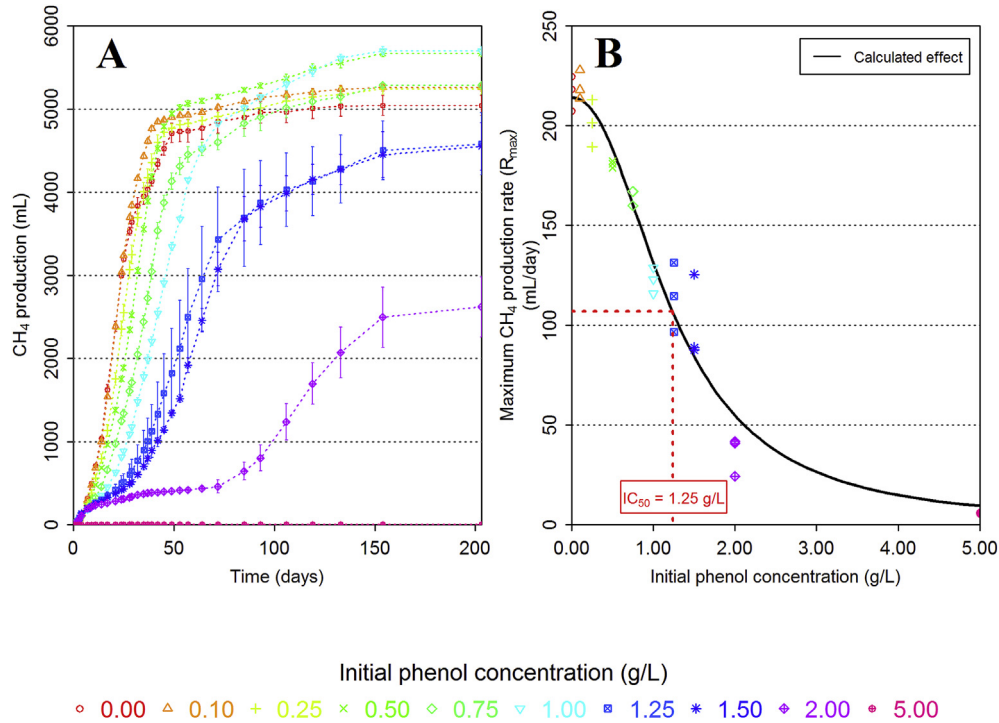 A
CH4 production (mL)
6000
5000
4000
3000
2000
1000
0
0 50 100 150 200
Time (days)
B
Calculated effect
Maximum CH4 production rate (Rmax)
(mL/day)
250
200
150
100
50
0
IC50 = 1.25 g/L
0.00 1.00 2.00 3.00 4.00 5.00
Initial phenol concentration (g/L)
Initial phenol concentration (g/L)
0.00 0.10 0.25 0.50 0.75 1.00 1.25 1.50 2.00 5.00